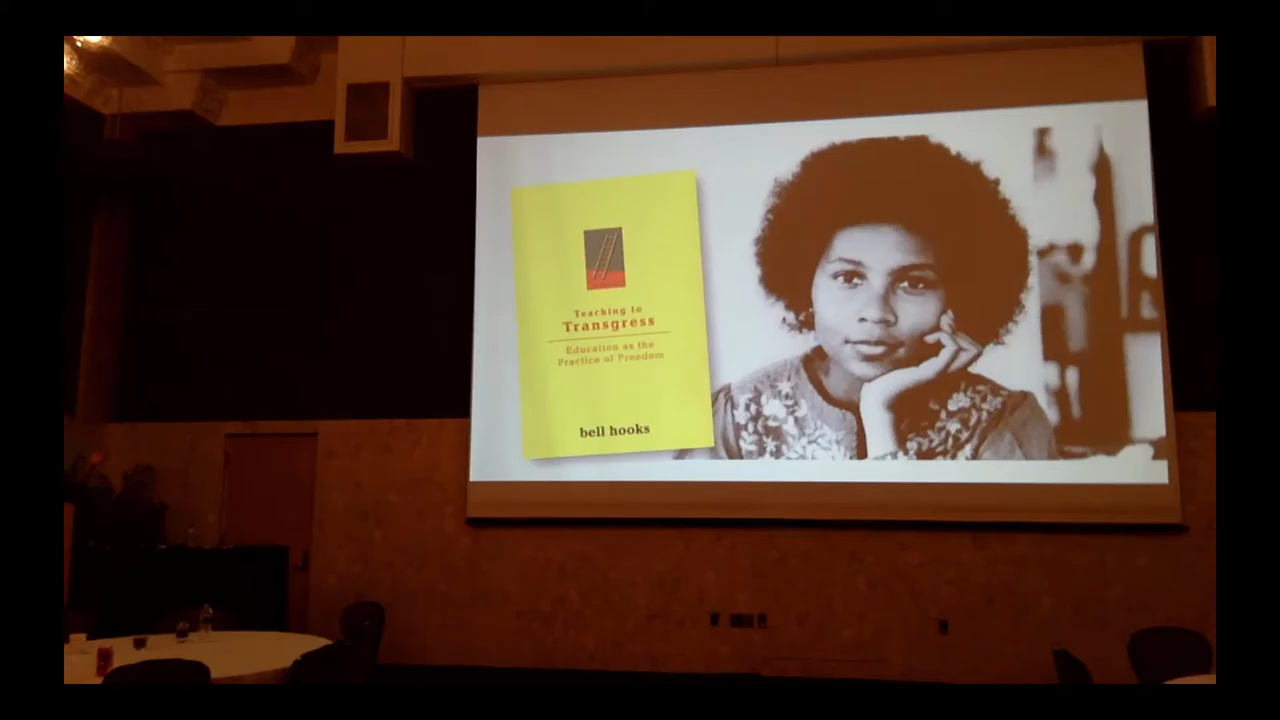 Teaching to
Transgress
Education as the
Practice of Freedom
bell hooks